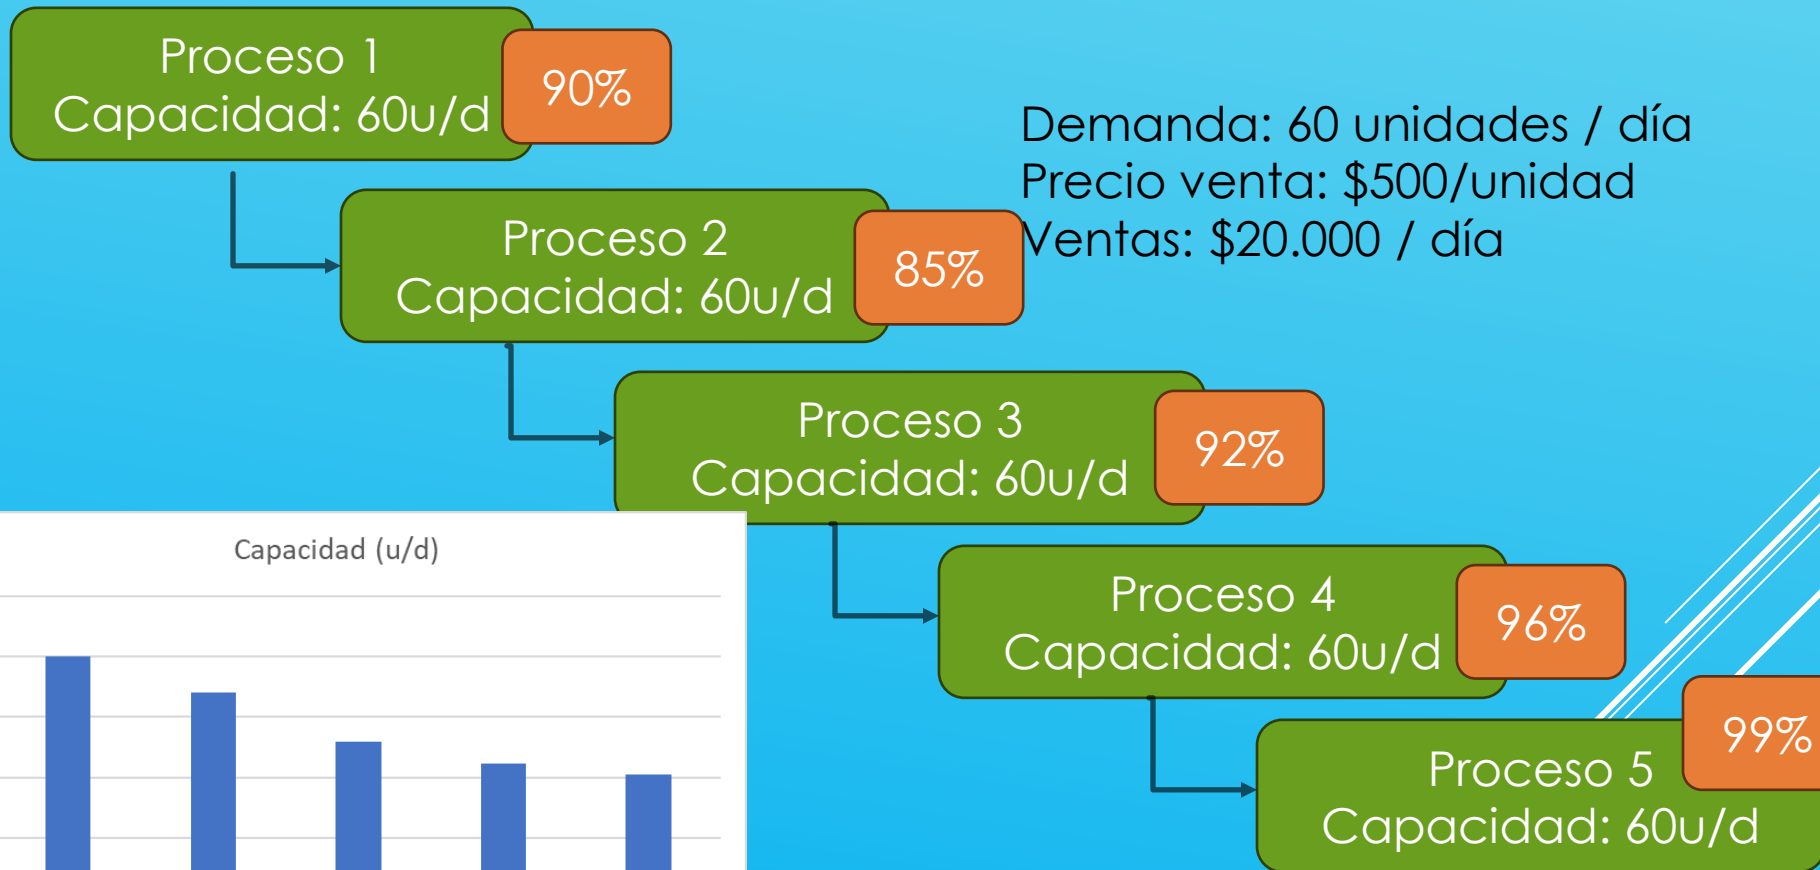 Proceso 1
Capacidad: 60u/d
90%
Demanda: 60 unidades / día
Precio venta: $500/unidad
Ventas: $20.000 / día
Proceso 2
Capacidad: 60u/d
85%
Proceso 3
Capacidad: 60u/d
92%
Capacidad (u/d)
Proceso 4
Capacidad: 60u/d
96%
Proceso 5
Capacidad: 60u/d
99%